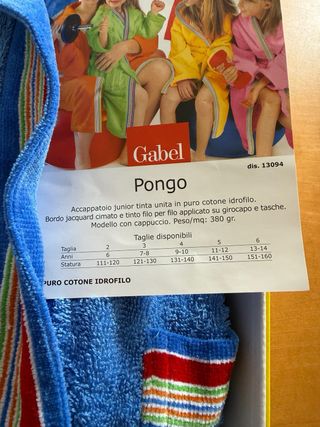 Gabel
dis. 13094
Pongo
Accappatoio junior tinta unita in puro cotone idrofilo.
Bordo jacquard cimato e tinto filo per filo applicato su girocapo e tasche.
Modello con cappuccio. Peso/mq: 380 gr.
Taglie disponibili
Taglia 2 3 4 5 6
Anni 6 7-8 9-10 11-12 13-14
Statura 111-120 121-130 131-140 141-150 151-160
PURO COTONE IDROFILO